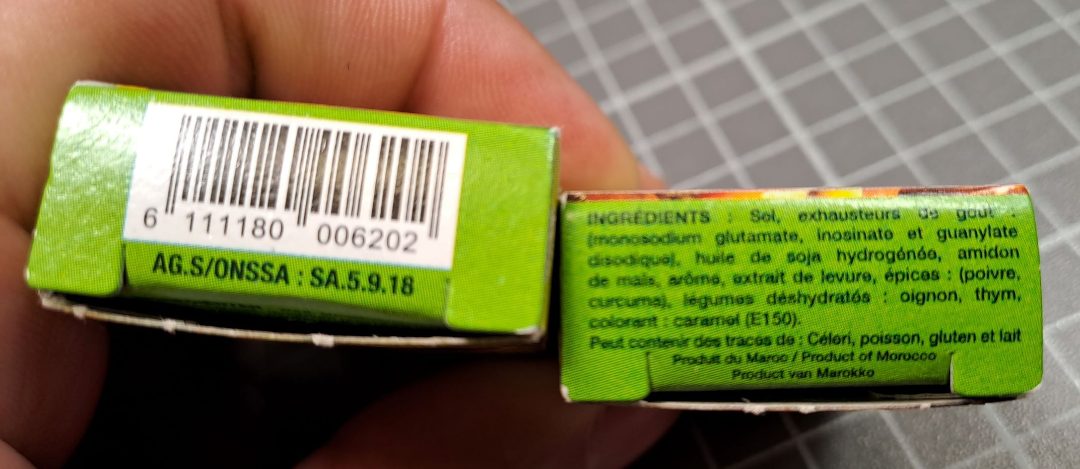 6 111180 006202
AG.S/ONSSA : SA.5.9.18
INGRÉDIENTS : Sel, exhausteurs de goût :
(monosodium glutamate, inosinate et guanylate
disodique), huile de soja hydrogénée, amidon
de maïs, arôme, extrait de levure, épices : (poivre,
curcuma), légumes déshydratés : oignon, thym,
colorant : caramel (E150).
Peut contenir des traces de : Céleri, poisson, gluten et lait
Produit du Maroc / Product of Morocco
Product van Marokko